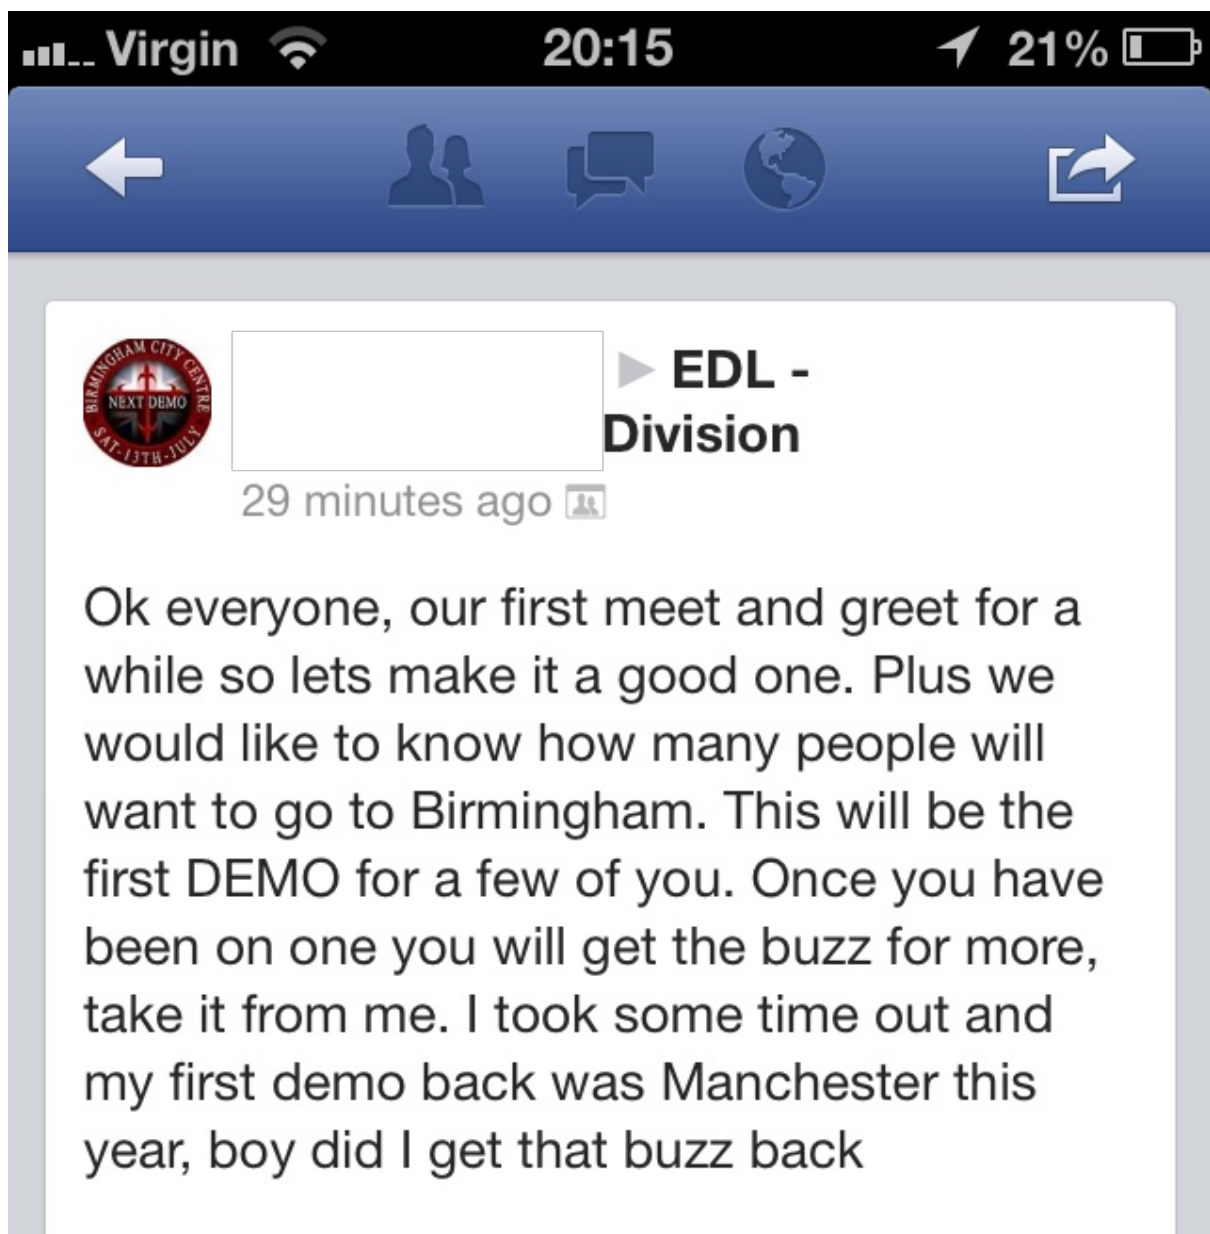 Virgin 20:15 21%
BIRMINGHAM CITY CENTRE
NEXT DEMO
SAT-13TH-JULY
EDL -
Division
29 minutes ago
Ok everyone, our first meet and greet for a
while so lets make it a good one. Plus we
would like to know how many people will
want to go to Birmingham. This will be the
first DEMO for a few of you. Once you have
been on one you will get the buzz for more,
take it from me. I took some time out and
my first demo back was Manchester this
year, boy did I get that buzz back